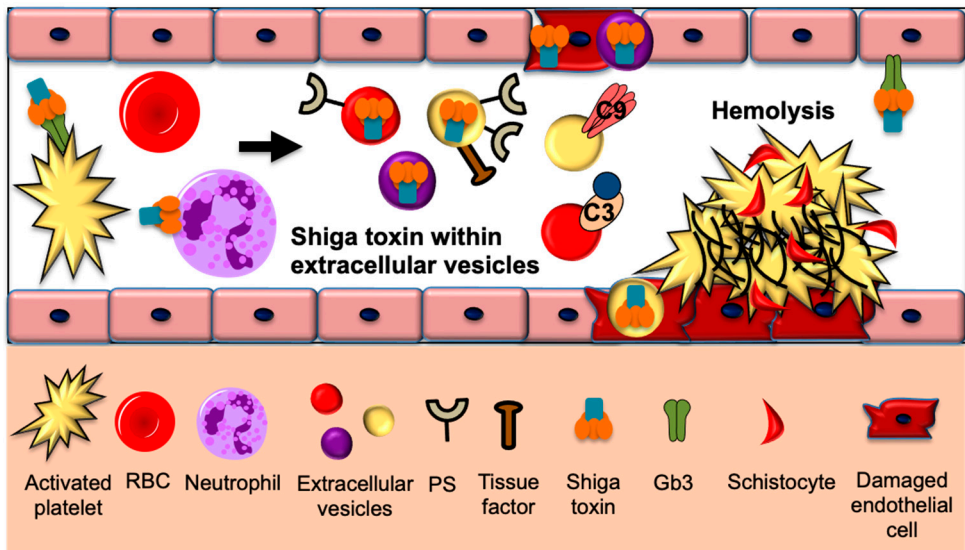 C9
Hemolysis
C3
Shiga toxin within
extracellular vesicles
Activated
platelet
RBC
Neutrophil
Extracellular
vesicles
PS
Tissue
factor
Shiga
toxin
Gb3
Schistocyte
Damaged
endothelial
cell